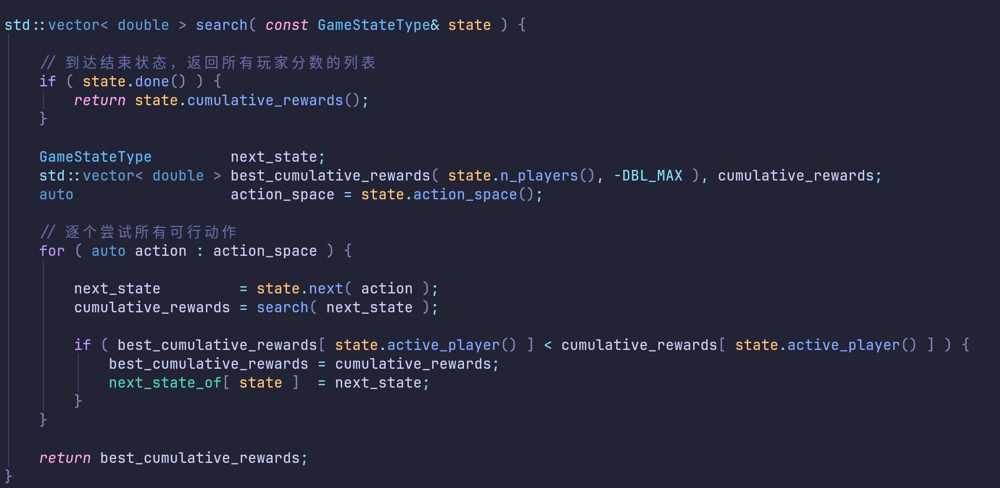 std::vector< double > search( const GameStateType& state ) {
// 到达结束状态，返回所有玩家分数的列表
if ( state.done() ) {
return state.cumulative_rewards();
}
GameStateType next_state;
std::vector< double > best_cumulative_rewards( state.n_players(), -DBL_MAX ), cumulative_rewards;
auto action_space = state.action_space();
// 逐个尝试所有可行动作
for ( auto action : action_space ) {
next_state = state.next( action );
cumulative_rewards = search( next_state );
if ( best_cumulative_rewards[ state.active_player() ] < cumulative_rewards[ state.active_player() ] ) {
best_cumulative_rewards = cumulative_rewards;
next_state_of[ state ] = next_state;
}
}
return best_cumulative_rewards;
}